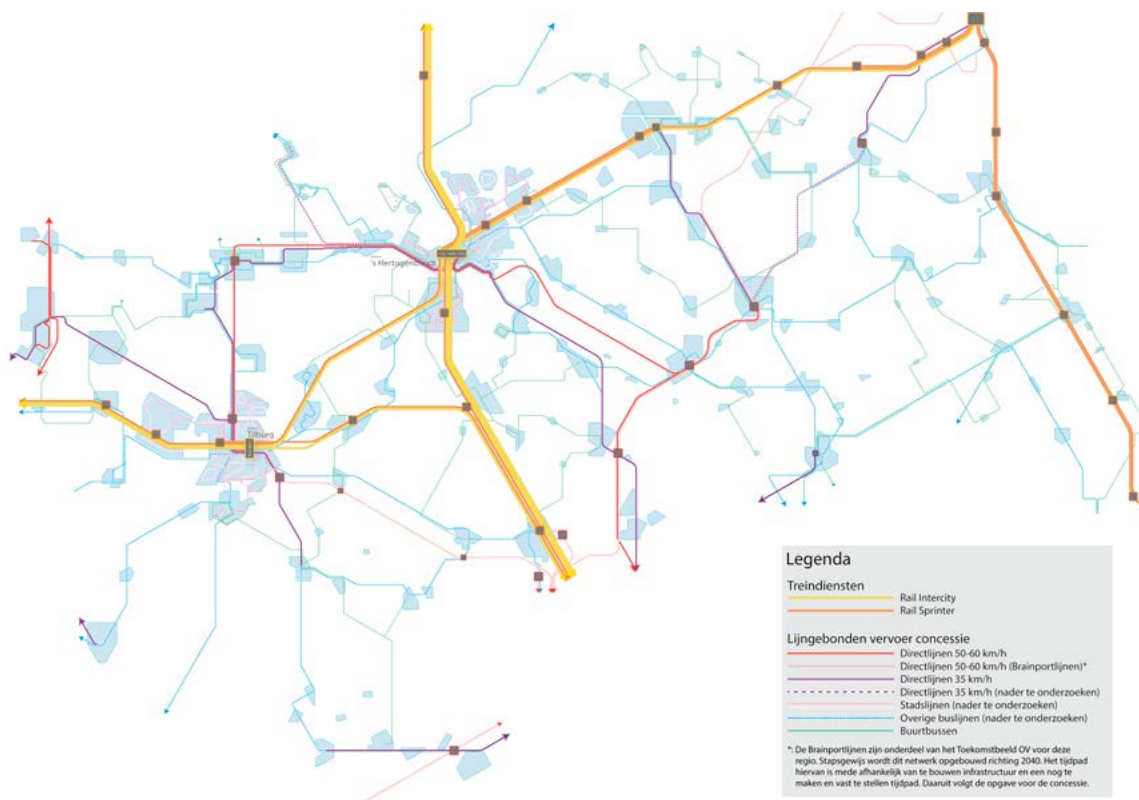 's Hertogenbosch
Tilburg
Legenda
Treindiensten
Rail Intercity
Rail Sprinter
Lijngebonden vervoer concessie
Directlijnen 50-60 km/h
Directlijnen 50-60 km/h (Brainportlijnen)*
Directlijnen 35 km/h
Directlijnen 35 km/h (nader te onderzoeken)
Stadslijnen (nader te onderzoeken)
Overige buslijnen (nader te onderzoeken)
Buurtbussen
*: De Brainportlijnen zijn onderdeel van het Toekomstbeeld OV voor deze
regio. Stapsgewijs wordt dit netwerk opgebouwd richting 2040. Het tijdpad
hiervan is mede afhankelijk van te bouwen infrastructuur en een nog te
maken en vast te stellen tijdpad. Daaruit volgt de opgave voor de concessie.